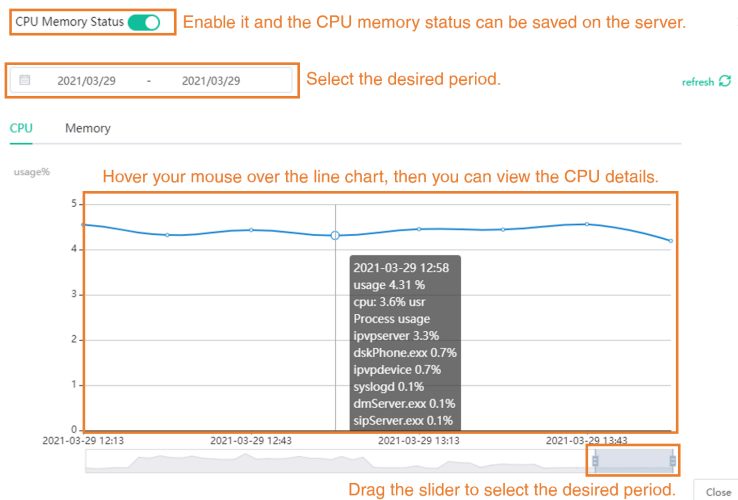 CPU Memory Status
Enable it and the CPU memory status can be saved on the server.
2021/03/29 - 2021/03/29
Select the desired period.
refresh
CPU Memory
usage%
Hover your mouse over the line chart, then you can view the CPU details.
5
4
3
2
1
0
2021-03-29 12:58
usage 4.31 %
cpu: 3.6% usr
Process usage
ipvpserver 3.3%
dskPhone.exx 0.7%
ipvpdevice 0.7%
syslogd 0.1%
dmServer.exx 0.1%
sipServer.exx 0.1%
2021-03-29 12:13 2021-03-29 12:43 2021-03-29 13:13 2021-03-29 13:43
Drag the slider to select the desired period.
Close